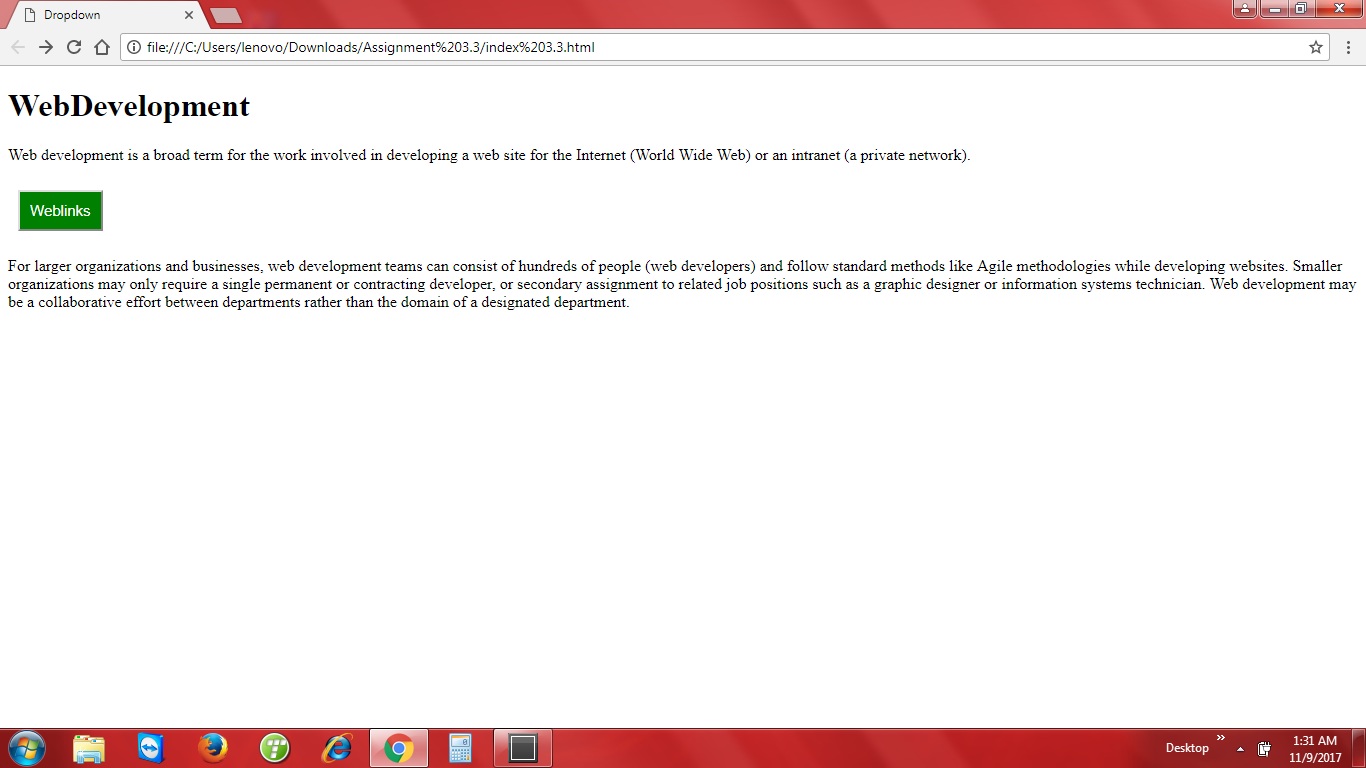 Dropdown
file:///C:/Users/lenovo/Downloads/Assignment%203.3/index%203.3.html
WebDevelopment
Web development is a broad term for the work involved in developing a web site for the Internet (World Wide Web) or an intranet (a private network).
Weblinks
For larger organizations and businesses, web development teams can consist of hundreds of people (web developers) and follow standard methods like Agile methodologies while developing websites. Smaller
organizations may only require a single permanent or contracting developer, or secondary assignment to related job positions such as a graphic designer or information systems technician. Web development may
be a collaborative effort between departments rather than the domain of a designated department.
Desktop
1:31 AM
11/9/2017